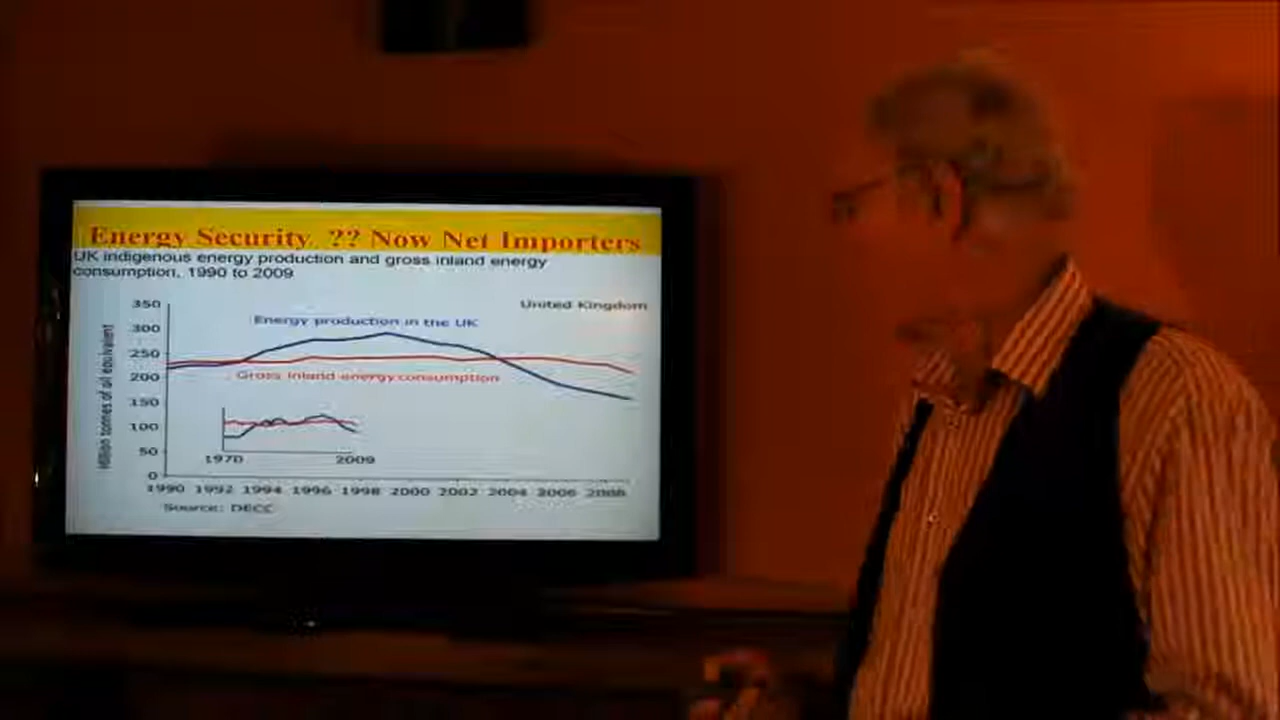 Energy Security ?? Now Net Importers
UK indigenous energy production and gross inland energy
consumption, 1990 to 2009
United Kingdom
Energy production in the UK
Gross inland energy consumption
Million tonnes of oil equivalent
350
300
250
200
150
100
50
0
1970 2009
1990 1992 1994 1996 1998 2000 2002 2004 2006 2008
Source: DECC